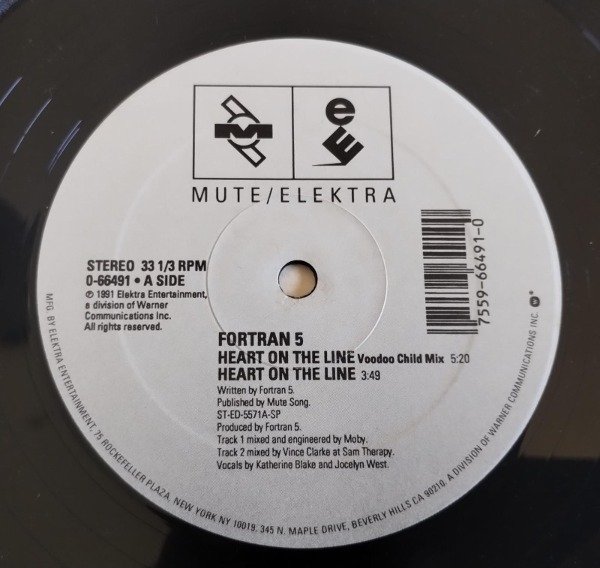 M
e
E
MUTE/ELEKTRA
STEREO 33 1/3 RPM
0-66491 • A SIDE
℗ 1991 Elektra Entertainment,
a division of Warner
Communications Inc.
All rights reserved.
7559-66491-0
FORTRAN 5
HEART ON THE LINE Voodoo Child Mix 5:20
HEART ON THE LINE 3:49
Written by Fortran 5.
Published by Mute Song.
ST-ED-5571A-SP
Produced by Fortran 5.
Track 1 mixed and engineered by Moby.
Track 2 mixed by Vince Clarke at Sam Therapy.
Vocals by Katherine Blake and Jocelyn West.
MFG. BY ELEKTRA ENTERTAINMENT, 75 ROCKEFELLER PLAZA, NEW YORK NY 10019. 345 N. MAPLE DRIVE, BEVERLY HILLS CA 90210, A DIVISION OF WARNER COMMUNICATIONS INC.